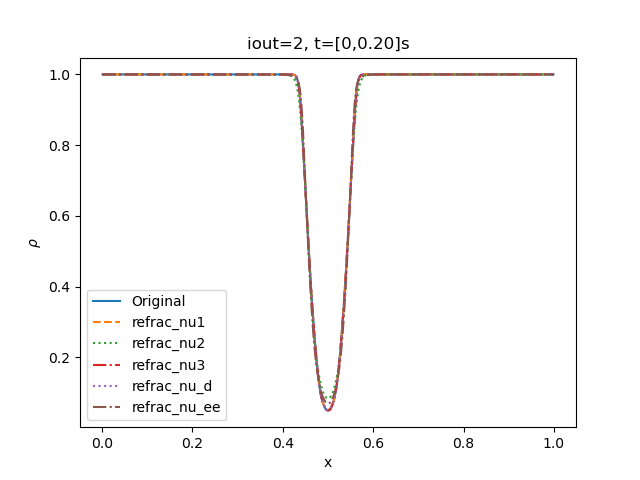 iout=2, t=[0,0.20]s
1.0
0.8
0.6
0.4
0.2
ρ
Original
refrac_nu1
refrac_nu2
refrac_nu3
refrac_nu_d
refrac_nu_ee
0.0 0.2 0.4 0.6 0.8 1.0
x